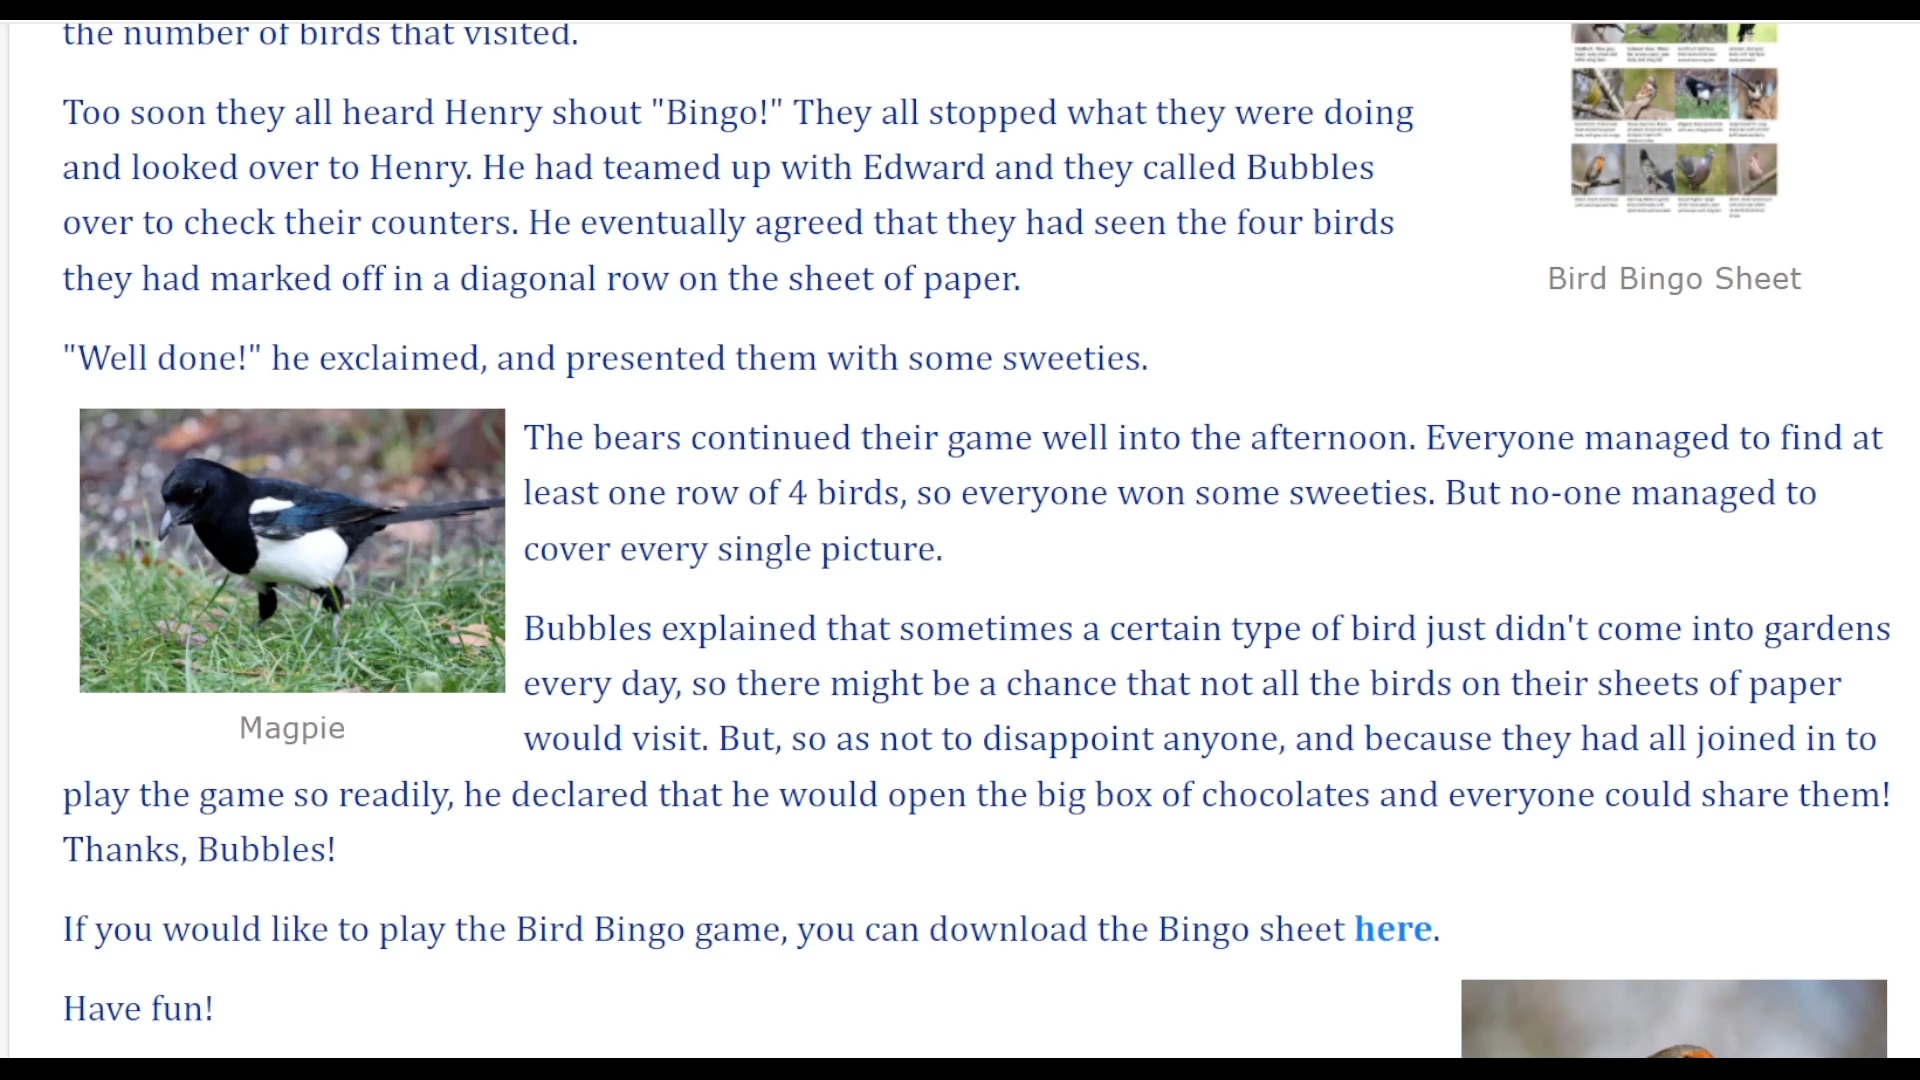 the number of birds that visited.
Too soon they all heard Henry shout "Bingo!" They all stopped what they were doing
and looked over to Henry. He had teamed up with Edward and they called Bubbles
over to check their counters. He eventually agreed that they had seen the four birds
they had marked off in a diagonal row on the sheet of paper.
Bird Bingo Sheet
"Well done!" he exclaimed, and presented them with some sweeties.
The bears continued their game well into the afternoon. Everyone managed to find at
least one row of 4 birds, so everyone won some sweeties. But no-one managed to
cover every single picture.
Magpie
Bubbles explained that sometimes a certain type of bird just didn't come into gardens
every day, so there might be a chance that not all the birds on their sheets of paper
would visit. But, so as not to disappoint anyone, and because they had all joined in to
play the game so readily, he declared that he would open the big box of chocolates and everyone could share them!
Thanks, Bubbles!
If you would like to play the Bird Bingo game, you can download the Bingo sheet here.
Have fun!